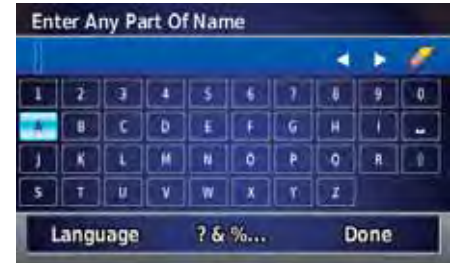 Enter Any Part Of Name
1 2 3 4 5 6 7 8 9 0
A B C D E F G H I
J K L M N O P Q R
S T U V W X Y Z
Language ? & %... Done